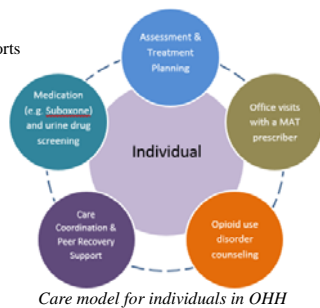 orts
Assessment &
Treatment
Planning
Medication
(e.g. Suboxone)
and urine drug
screening
Office visits
with a MAT
prescriber
Individual
Care
Coordination &
Peer Recovery
Support
Opioid use
disorder
counseling
Care model for individuals in OHH